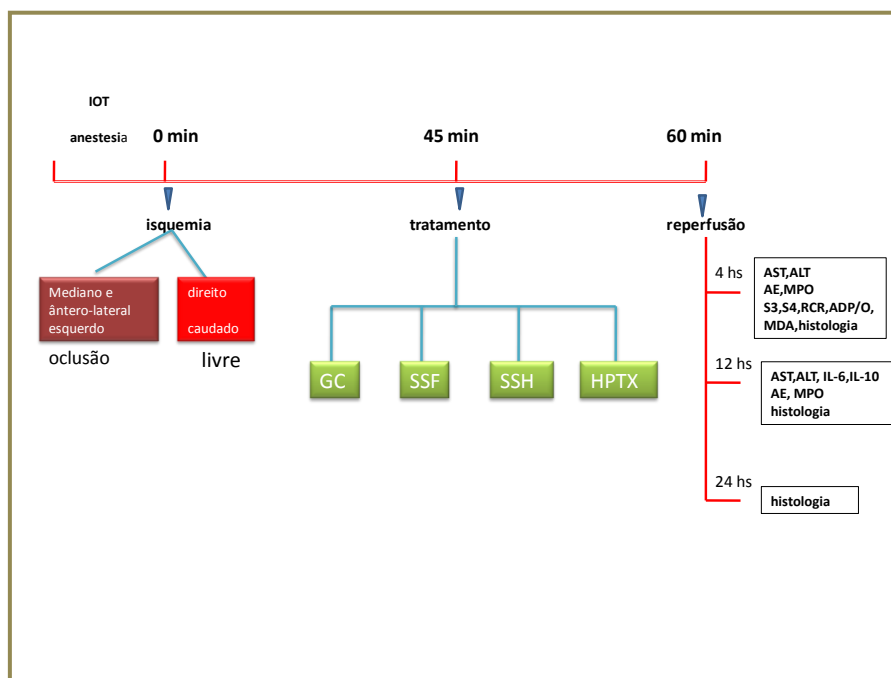 IOT
anestesia
0 min
45 min
60 min
isquemia
tratamento
reperfusão
Mediano e
ântero-lateral
esquerdo
oclusão
direito
caudado
livre
GC
SSF
SSH
HPTX
4 hs
AST,ALT
AE,MPO
S3,S4,RCR,ADP/O,
MDA,histologia
12 hs
AST,ALT, IL-6,IL-10
AE, MPO
histologia
24 hs
histologia